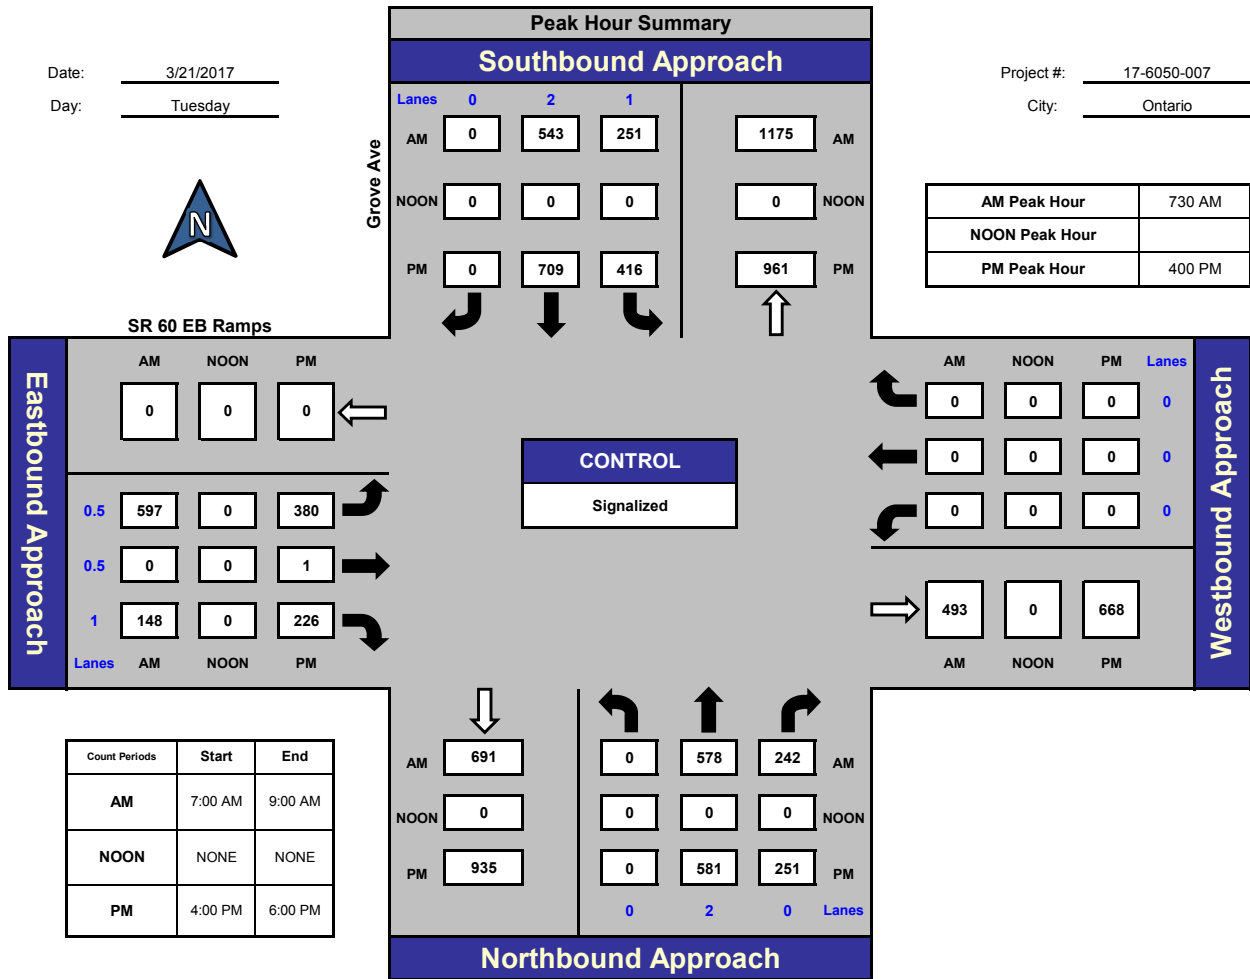 Peak Hour Summary
Southbound Approach
Date: 3/21/2017
Day: Tuesday
Project #: 17-6050-007
City: Ontario
N
Grove Ave
Lanes 0 2 1
AM 0 543 251 1175 AM
NOON 0 0 0 0 NOON
PM 0 709 416 961 PM
AM Peak Hour 730 AM
NOON Peak Hour
PM Peak Hour 400 PM
SR 60 EB Ramps
Eastbound Approach
AM NOON PM
0 0 0
0.5 597 0 380
0.5 0 0 1
1 148 0 226
Lanes AM NOON PM
CONTROL
Signalized
AM NOON PM Lanes
0 0 0 0
0 0 0 0
0 0 0 0
493 0 668
AM NOON PM
Westbound Approach
Count Periods Start End
AM 7:00 AM 9:00 AM
NOON NONE NONE
PM 4:00 PM 6:00 PM
AM 691 0 578 242 AM
NOON 0 0 0 0 NOON
PM 935 0 581 251 PM
0 2 0 Lanes
Northbound Approach